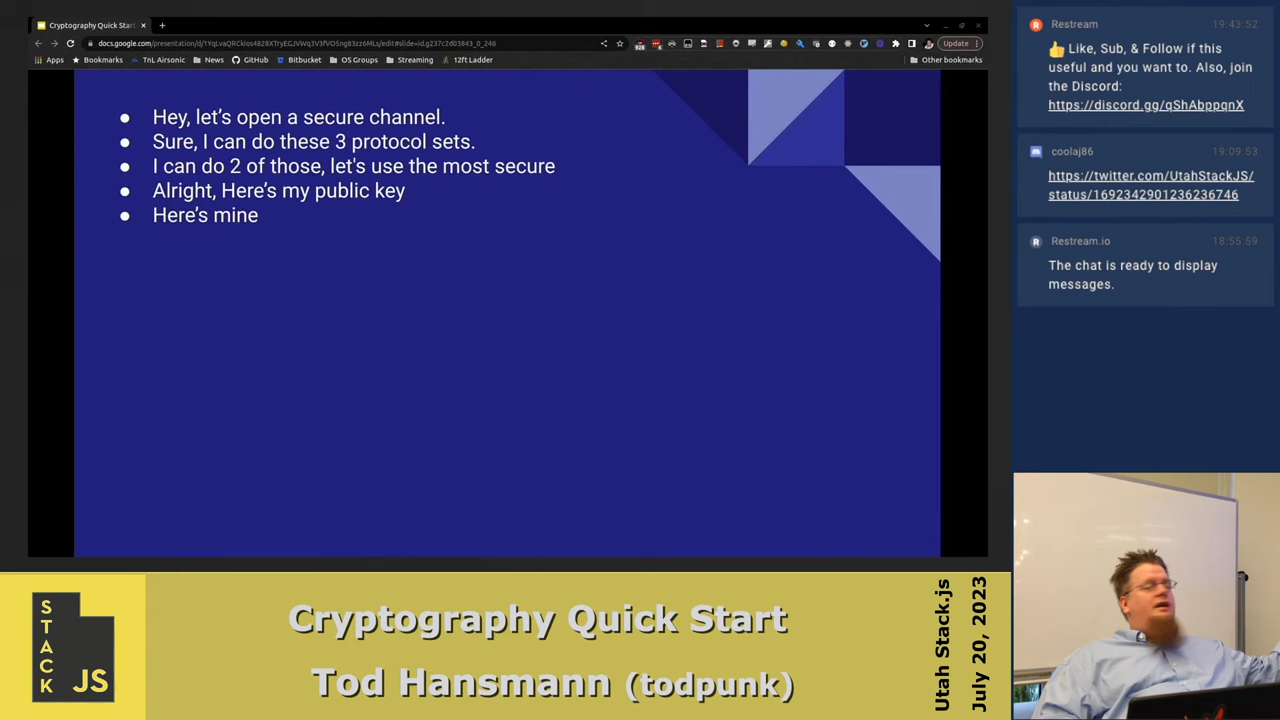 Cryptography Quick Start
docs.google.com/presentation/d/1YqLvaQRCkios4828XTryEGJVWq3V3fVO5ng83zz6MLs/edit#slide=id.g237c2d03843_0_246
Update
Apps
Bookmarks
TnL Airsonic
News
GitHub
Bitbucket
OS Groups
Streaming
12ft Ladder
Other bookmarks
• Hey, let's open a secure channel.
• Sure, I can do these 3 protocol sets.
• I can do 2 of those, let's use the most secure
• Alright, Here's my public key
• Here's mine
Restream 19:43:52
👍 Like, Sub, & Follow if this
useful and you want to. Also, join
the Discord:
https://discord.gg/qShAbppqnX
coolaj86 19:09:53
https://twitter.com/UtahStackJS/
status/1692342901236236746
Restream.io 18:55:59
The chat is ready to display
messages.
STACK
JS
Cryptography Quick Start
Tod Hansmann (todpunk)
Utah Stack.js
July 20, 2023